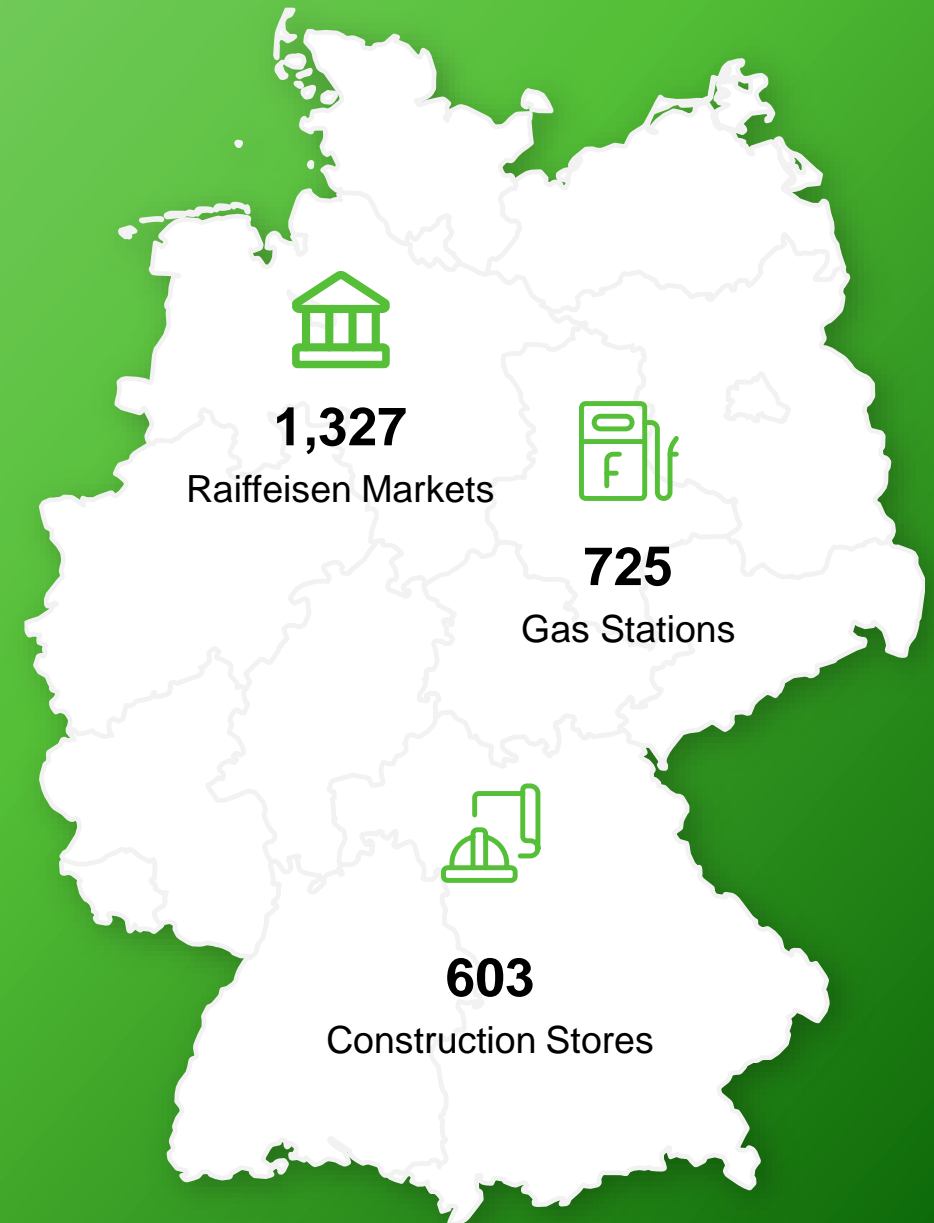 1,327
Raiffeisen Markets
F
725
Gas Stations
603
Construction Stores